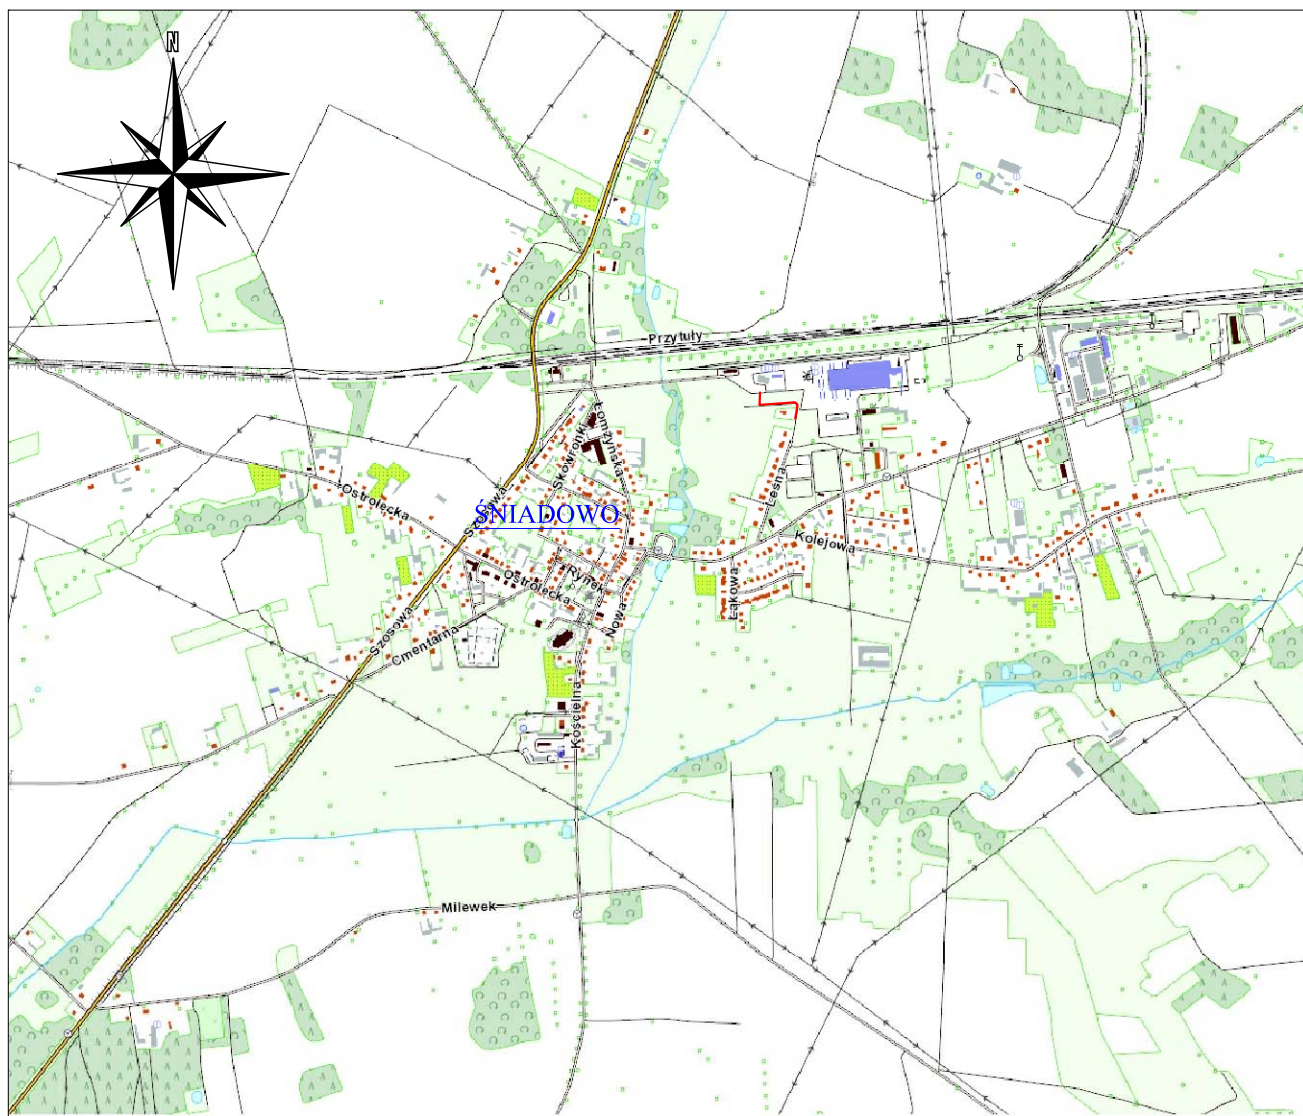 N
Przytuły
Łomżyńska
Skowronki
Leśna
Ostrołęcka
Szosowa
ŚNIADOWO
Kolejowa
Rynek
Ostrołęcka
Łąkowa
Nowa
Szosowa
Cmentarna
Kościelna
Milewek